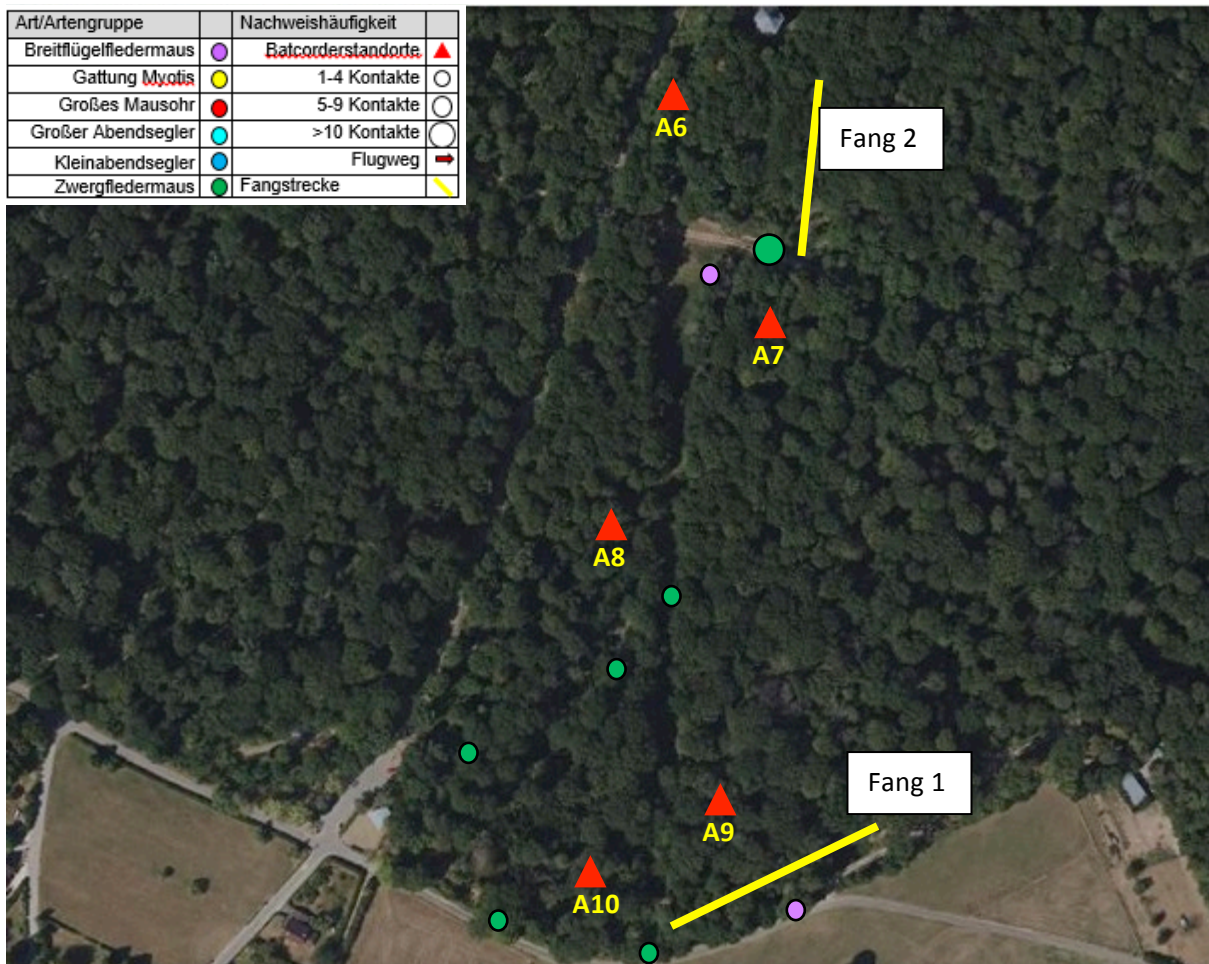 Art/Artengruppe Nachweishäufigkeit
Breitflügelfledermaus Batcorderstandorte
Gattung Myotis 1-4 Kontakte
Großes Mausohr 5-9 Kontakte
Großer Abendsegler >10 Kontakte
Kleinabendsegler Flugweg
Zwergfledermaus Fangstrecke
A6
Fang 2
A7
A8
Fang 1
A9
A10